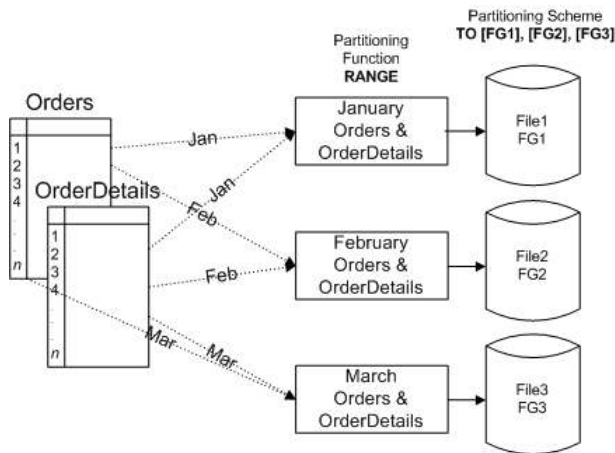 Partitioning Scheme
TO [FG1], [FG2], [FG3]
Partitioning
Function
RANGE
Orders
1
2
3
4
.
.
n
OrderDetails
1
2
3
4
.
.
n
Jan
Jan
Feb
Feb
Mar
Mar
January
Orders &
OrderDetails
File1
FG1
February
Orders &
OrderDetails
File2
FG2
March
Orders &
OrderDetails
File3
FG3